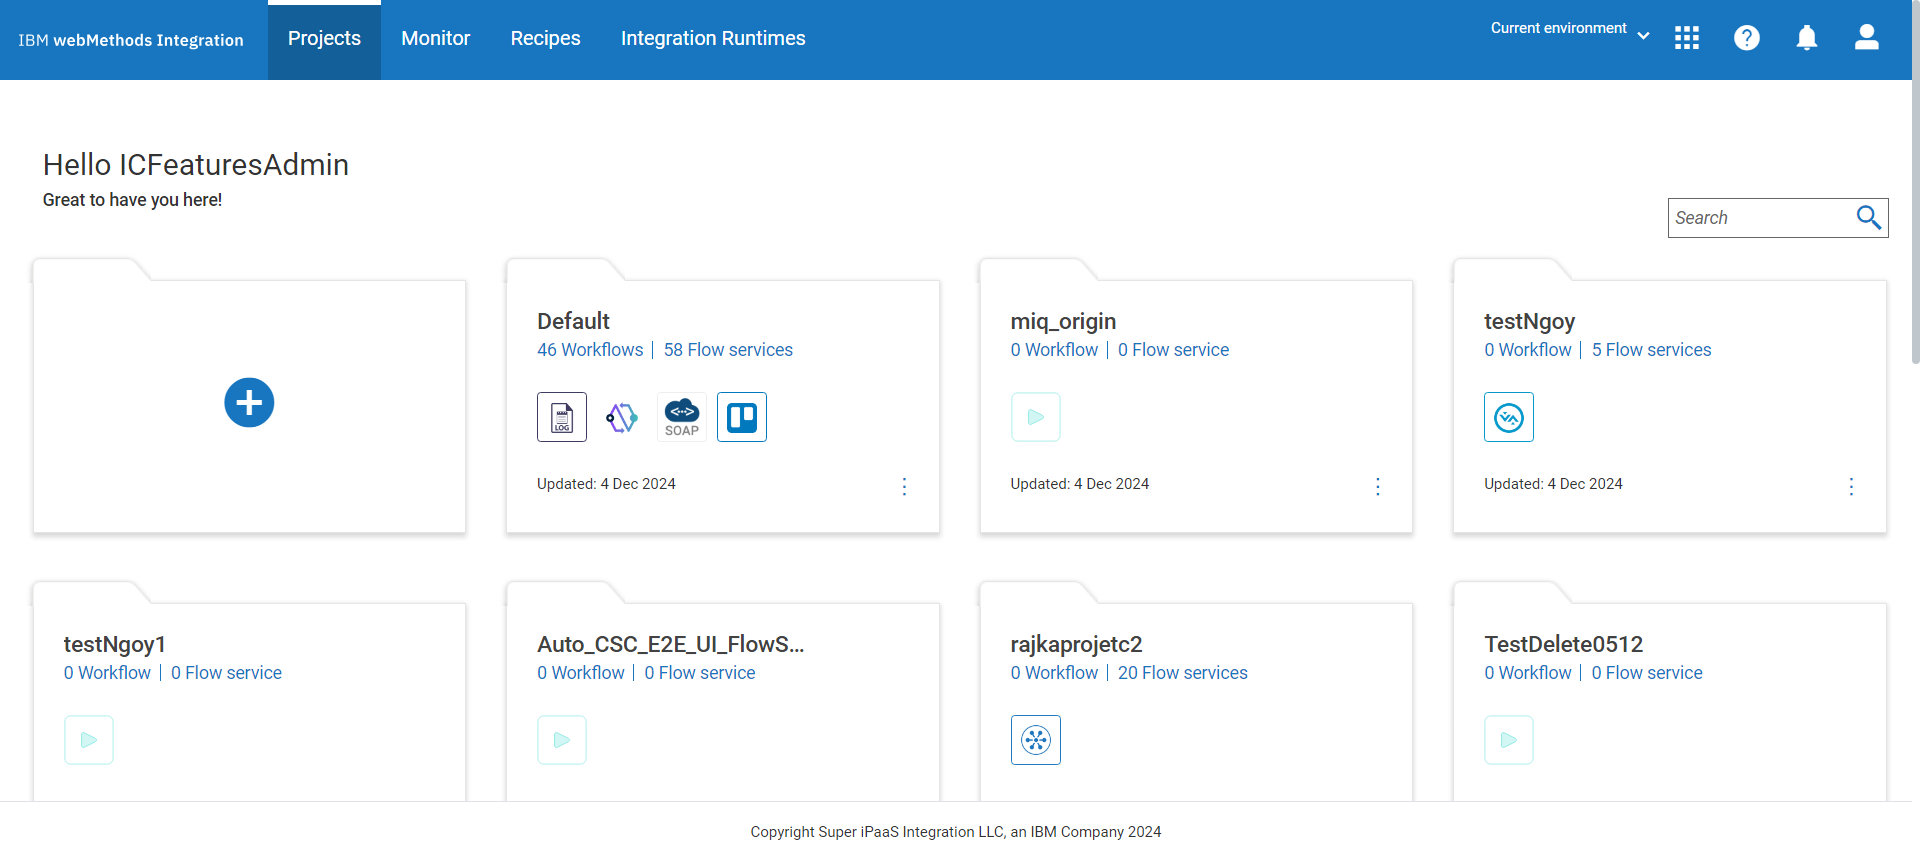 IBM webMethods Integration
Projects
Monitor
Recipes
Integration Runtimes
Current environment
?
Hello ICFeaturesAdmin
Great to have you here!
Search
Default
46 Workflows | 58 Flow services
LOG
SOAP
Updated: 4 Dec 2024
miq_origin
0 Workflow | 0 Flow service
Updated: 4 Dec 2024
testNgoy
0 Workflow | 5 Flow services
Updated: 4 Dec 2024
testNgoy1
0 Workflow | 0 Flow service
Auto_CSC_E2E_UI_FlowS...
0 Workflow | 0 Flow service
rajkaprojetc2
0 Workflow | 20 Flow services
TestDelete0512
0 Workflow | 0 Flow service
Copyright Super iPaaS Integration LLC, an IBM Company 2024